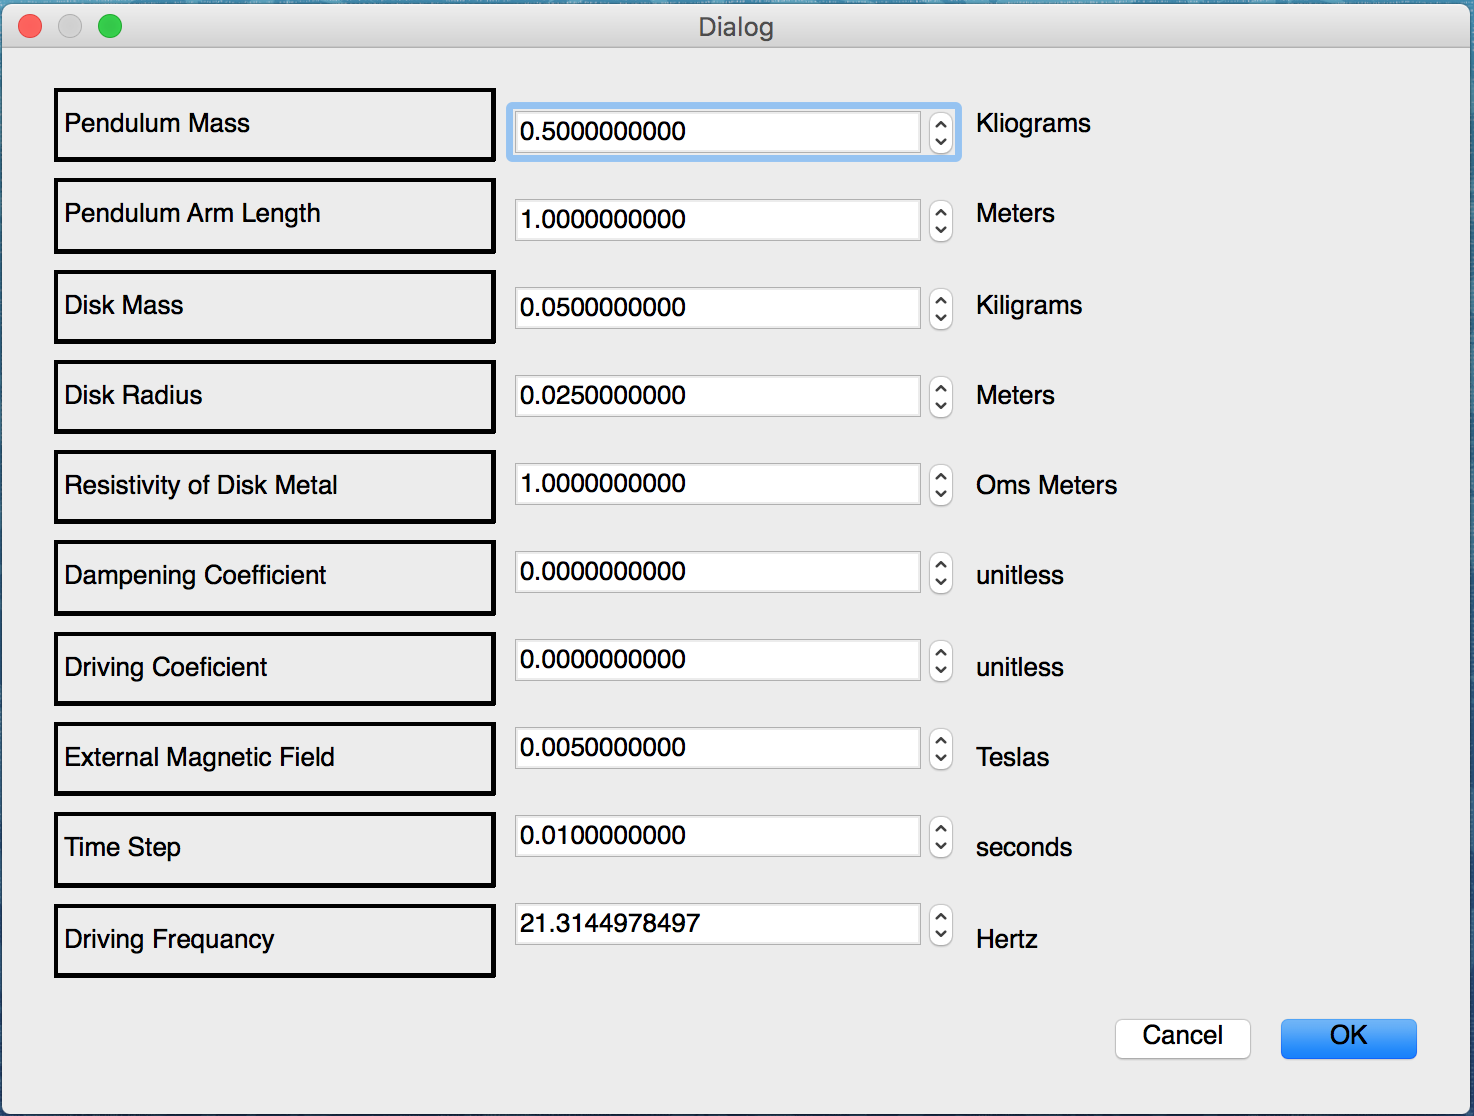 Dialog
Pendulum Mass 0.5000000000 Kliograms
Pendulum Arm Length 1.0000000000 Meters
Disk Mass 0.0500000000 Kiligrams
Disk Radius 0.0250000000 Meters
Resistivity of Disk Metal 1.0000000000 Oms Meters
Dampening Coefficient 0.0000000000 unitless
Driving Coeficient 0.0000000000 unitless
External Magnetic Field 0.0050000000 Teslas
Time Step 0.0100000000 seconds
Driving Frequancy 21.3144978497 Hertz
Cancel OK